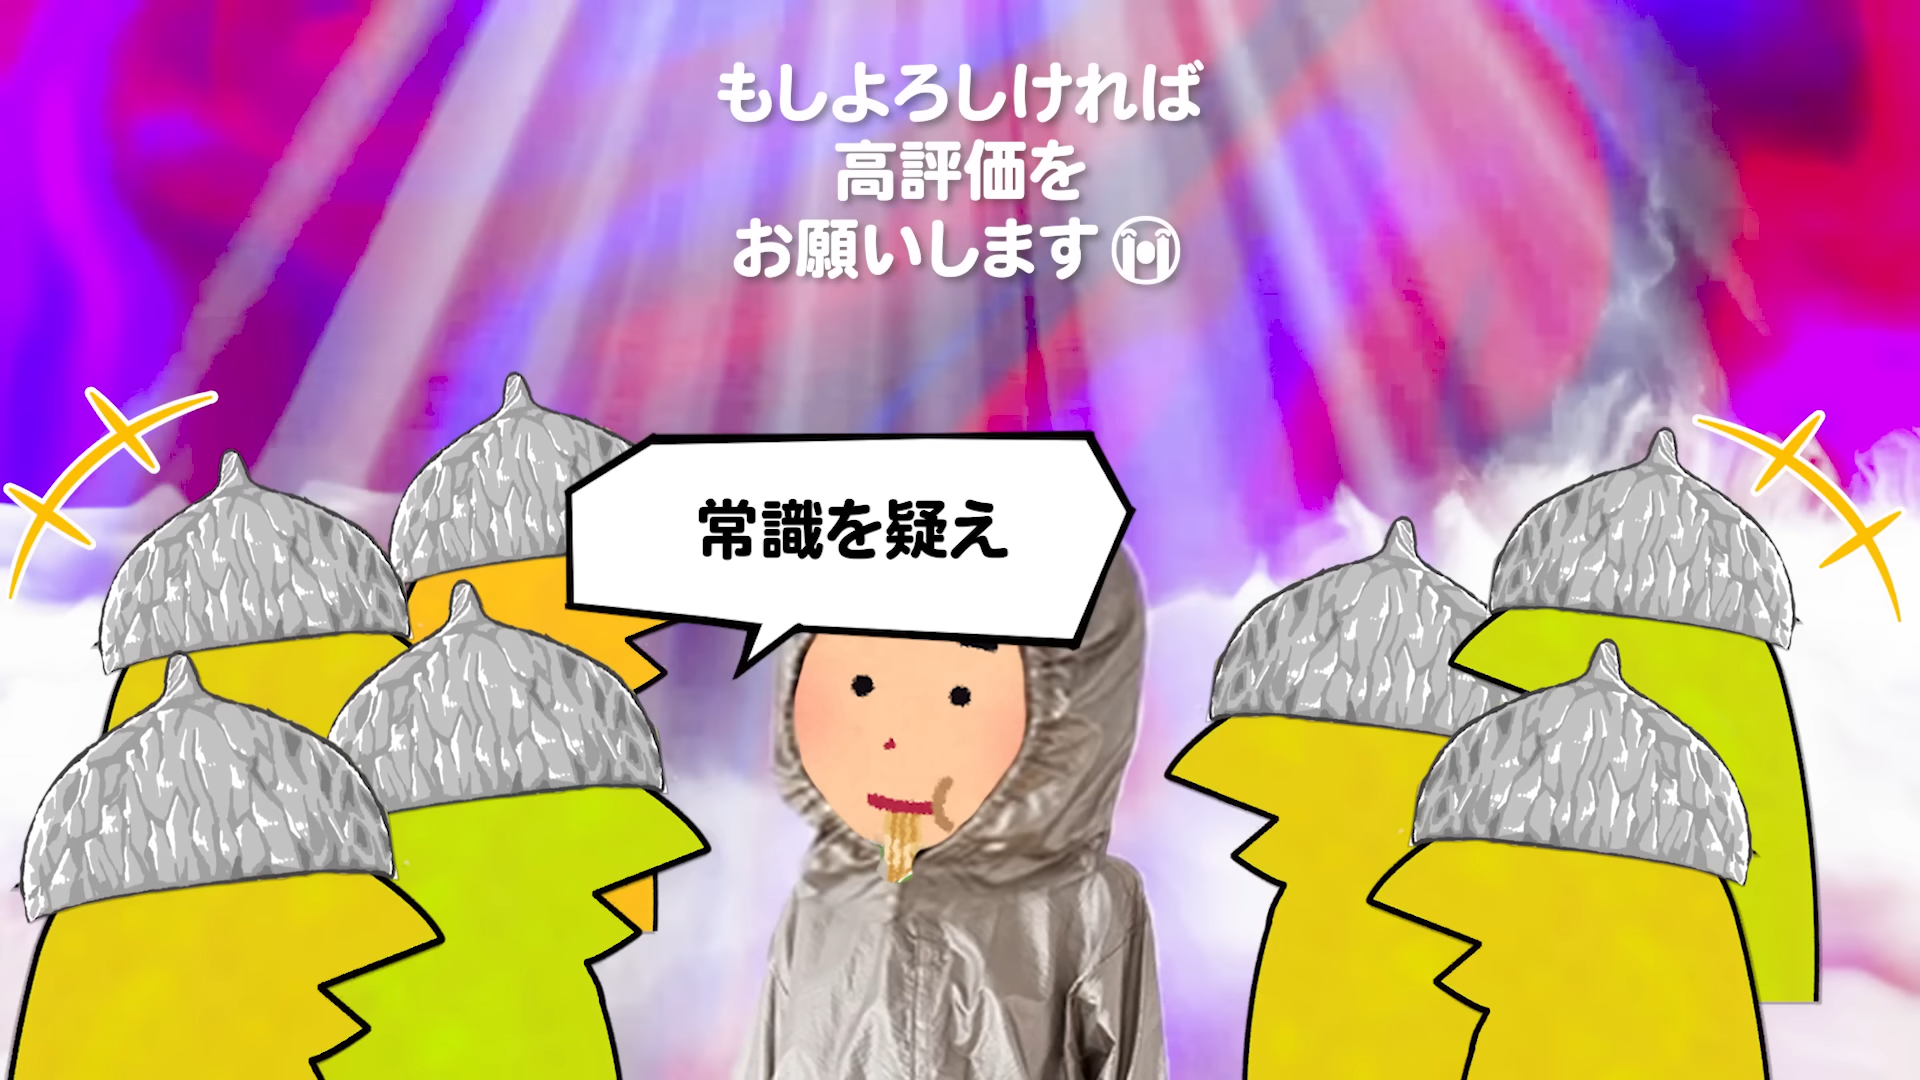 もしよろしければ
高評価を
お願いします😭
常識を疑え